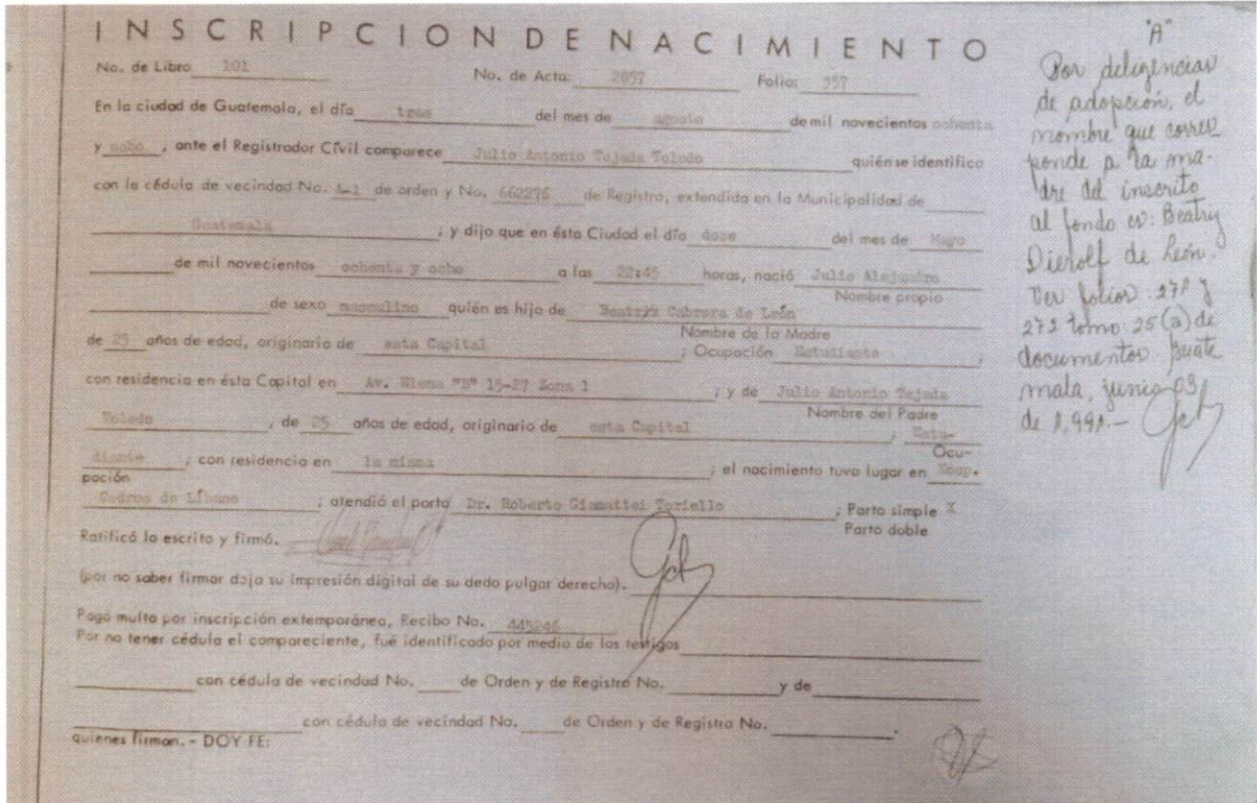 INSCRIPCION DE NACIMIENTO
No. de Libro 101 No. de Acta: 2857 Folio: 357
En la ciudad de Guatemala, el día tres del mes de agosto de mil novecientos ochenta
y ocho, ante el Registrador Civil comparece Julio Antonio Tejada Toledo quién se identifica
con la cédula de vecindad No. A-1 de orden y No. 662275 de Registro, extendida en la Municipalidad de
Guatemala; y dijo que en ésta Ciudad el día doce del mes de Mayo
de mil novecientos ochenta y ocho a las 22:45 horas, nació Julio Alejandro
Nombre propio
de sexo masculino quién es hijo de Beatriz Cabrera de León
Nombre de la Madre
de 25 años de edad, originario de esta Capital; Ocupación Estudiante;
con residencia en ésta Capital en Av. Elena "B" 15-27 Zona 1; y de Julio Antonio Tejada
Nombre del Padre
Toledo, de 25 años de edad, originario de esta Capital; Estu-
Ocu-
diante; con residencia en la misma; el nacimiento tuvo lugar en Hosp.
pación
Cedros de Líbano; atendió el parto Dr. Roberto Giamattei Toriello; Parto simple X
Parto doble
Ratificó lo escrito y firmó.
(por no saber firmar deja su impresión digital de su dedo pulgar derecho).
Pagó multa por inscripción extemporánea, Recibo No. 445246
Por no tener cédula el compareciente, fué identificado por medio de los testigos
con cédula de vecindad No. de Orden y de Registro No. y de
con cédula de vecindad No. de Orden y de Registro No. .
quienes firman. - DOY FE:
"A"
Por diligencias
de adopción, el
nombre que corres
ponde a la ma-
dre del inscrito
al fondo es: Beatriz
Dierolf de León.
Ver folios: 271 y
272 tomo 25(a) de
documentos. Guate
mala, junio 03
de 1,991.-